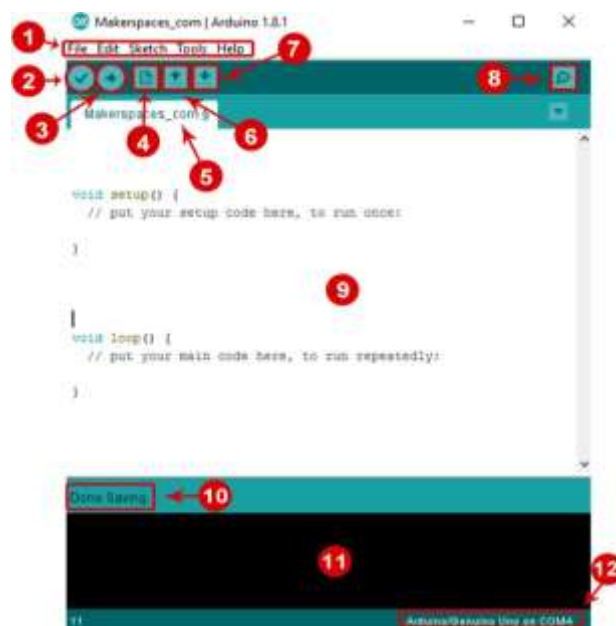 Makerspaces_com | Arduino 1.8.1
1
File Edit Sketch Tools Help
7
2
8
3
4
6
Makerspaces_com §
5
void setup() {
// put your setup code here, to run once:
}
9
void loop() {
// put your main code here, to run repeatedly:
}
Done Saving.
10
11
12
11
Arduino/Genuino Uno on COM4